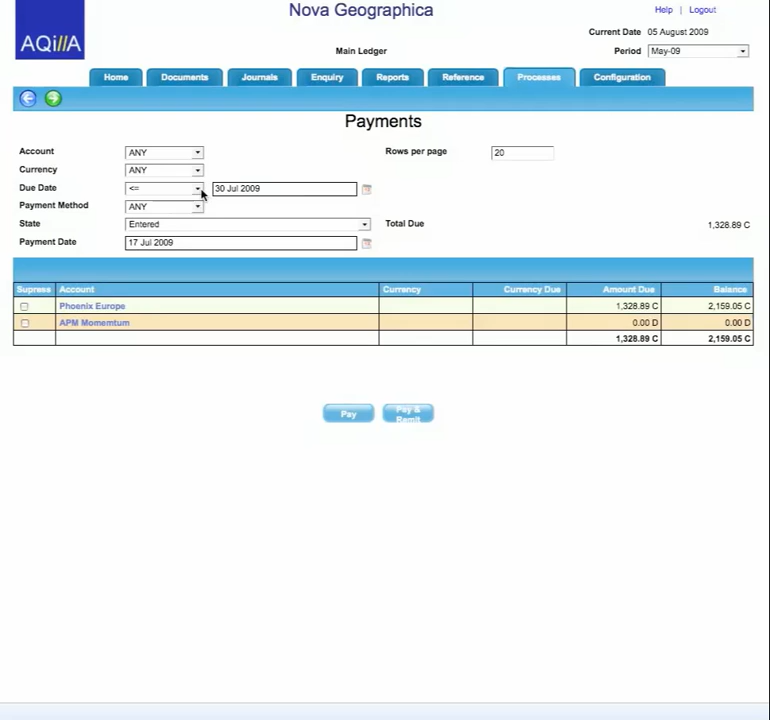 Nova Geographica
Help | Logout
AQillA
Current Date 05 August 2009
Main Ledger
Period May-09
Home Documents Journals Enquiry Reports Reference Processes Configuration
Payments
Account ANY Rows per page 20
Currency ANY
Due Date <= 30 Jul 2009
Payment Method ANY
State Entered Total Due 1,328.89 C
Payment Date 17 Jul 2009
Supress Account Currency Currency Due Amount Due Balance
Phoenix Europe 1,328.89 C 2,159.05 C
APM Momemtum 0.00 D 0.00 D
1,328.89 C 2,159.05 C
Pay Pay &
Remit